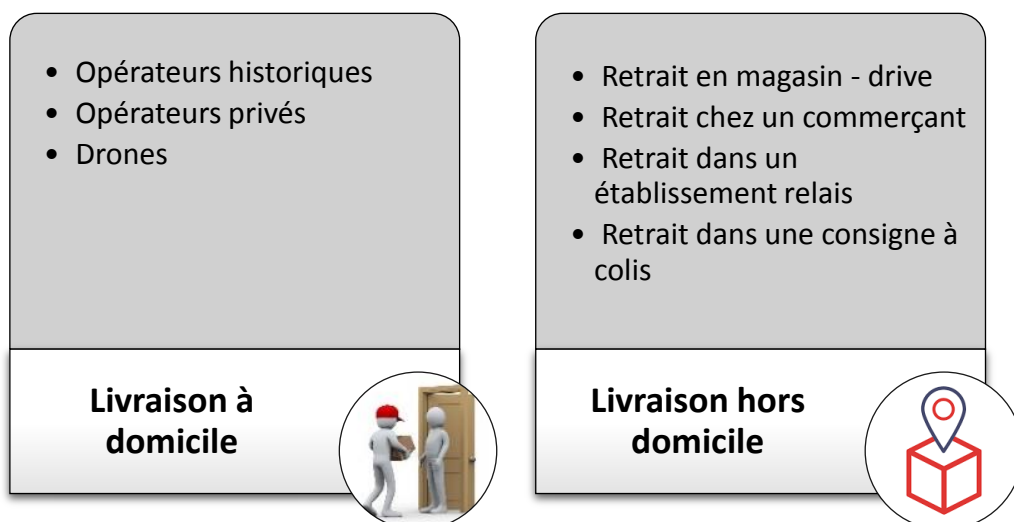 • Opérateurs historiques
• Opérateurs privés
• Drones
Livraison à
domicile
• Retrait en magasin - drive
• Retrait chez un commerçant
• Retrait dans un
établissement relais
• Retrait dans une consigne à
colis
Livraison hors
domicile